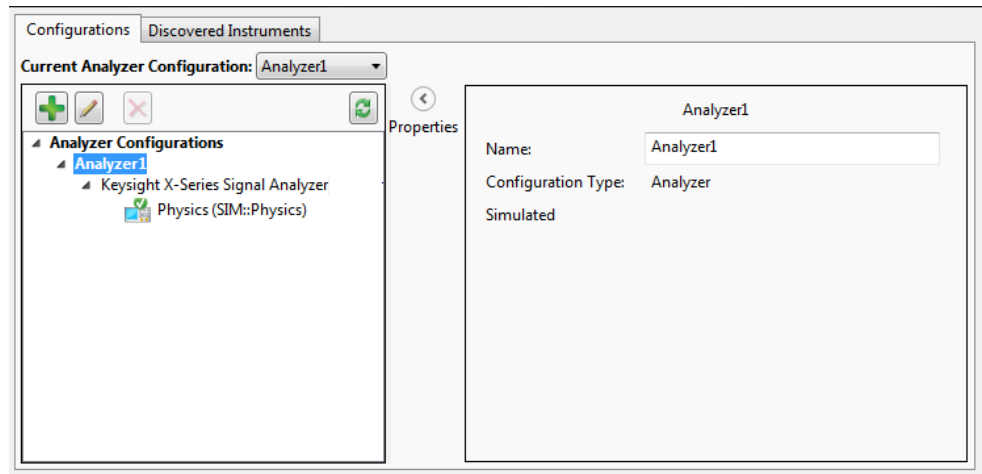 Configurations Discovered Instruments
Current Analyzer Configuration: Analyzer1
Properties
Analyzer Configurations
Analyzer1
Keysight X-Series Signal Analyzer
Physics (SIM::Physics)
Analyzer1
Name: Analyzer1
Configuration Type: Analyzer
Simulated